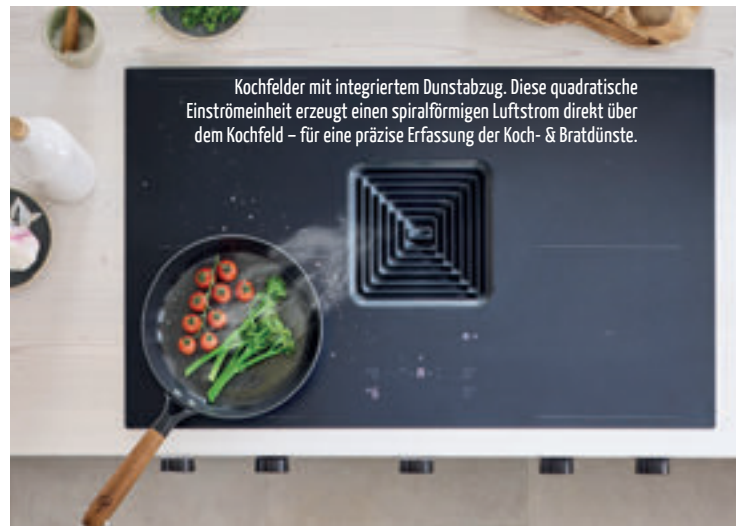 Kochfelder mit integriertem Dunstabzug. Diese quadratische
Einströmeinheit erzeugt einen spiralförmigen Luftstrom direkt über
dem Kochfeld – für eine präzise Erfassung der Koch- & Bratdünste.